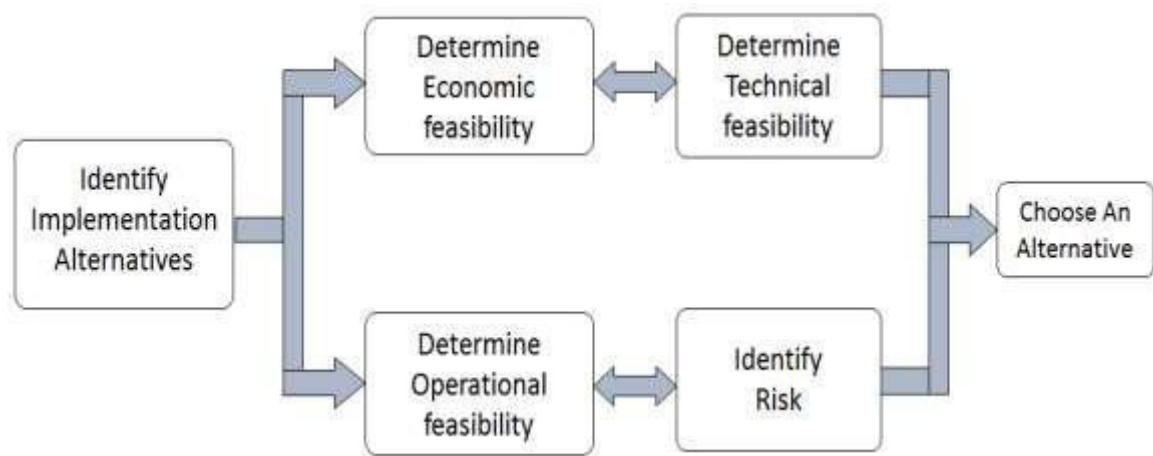 Identify
Implementation
Alternatives
Determine
Economic
feasibility
Determine
Technical
feasibility
Determine
Operational
feasibility
Identify
Risk
Choose An
Alternative